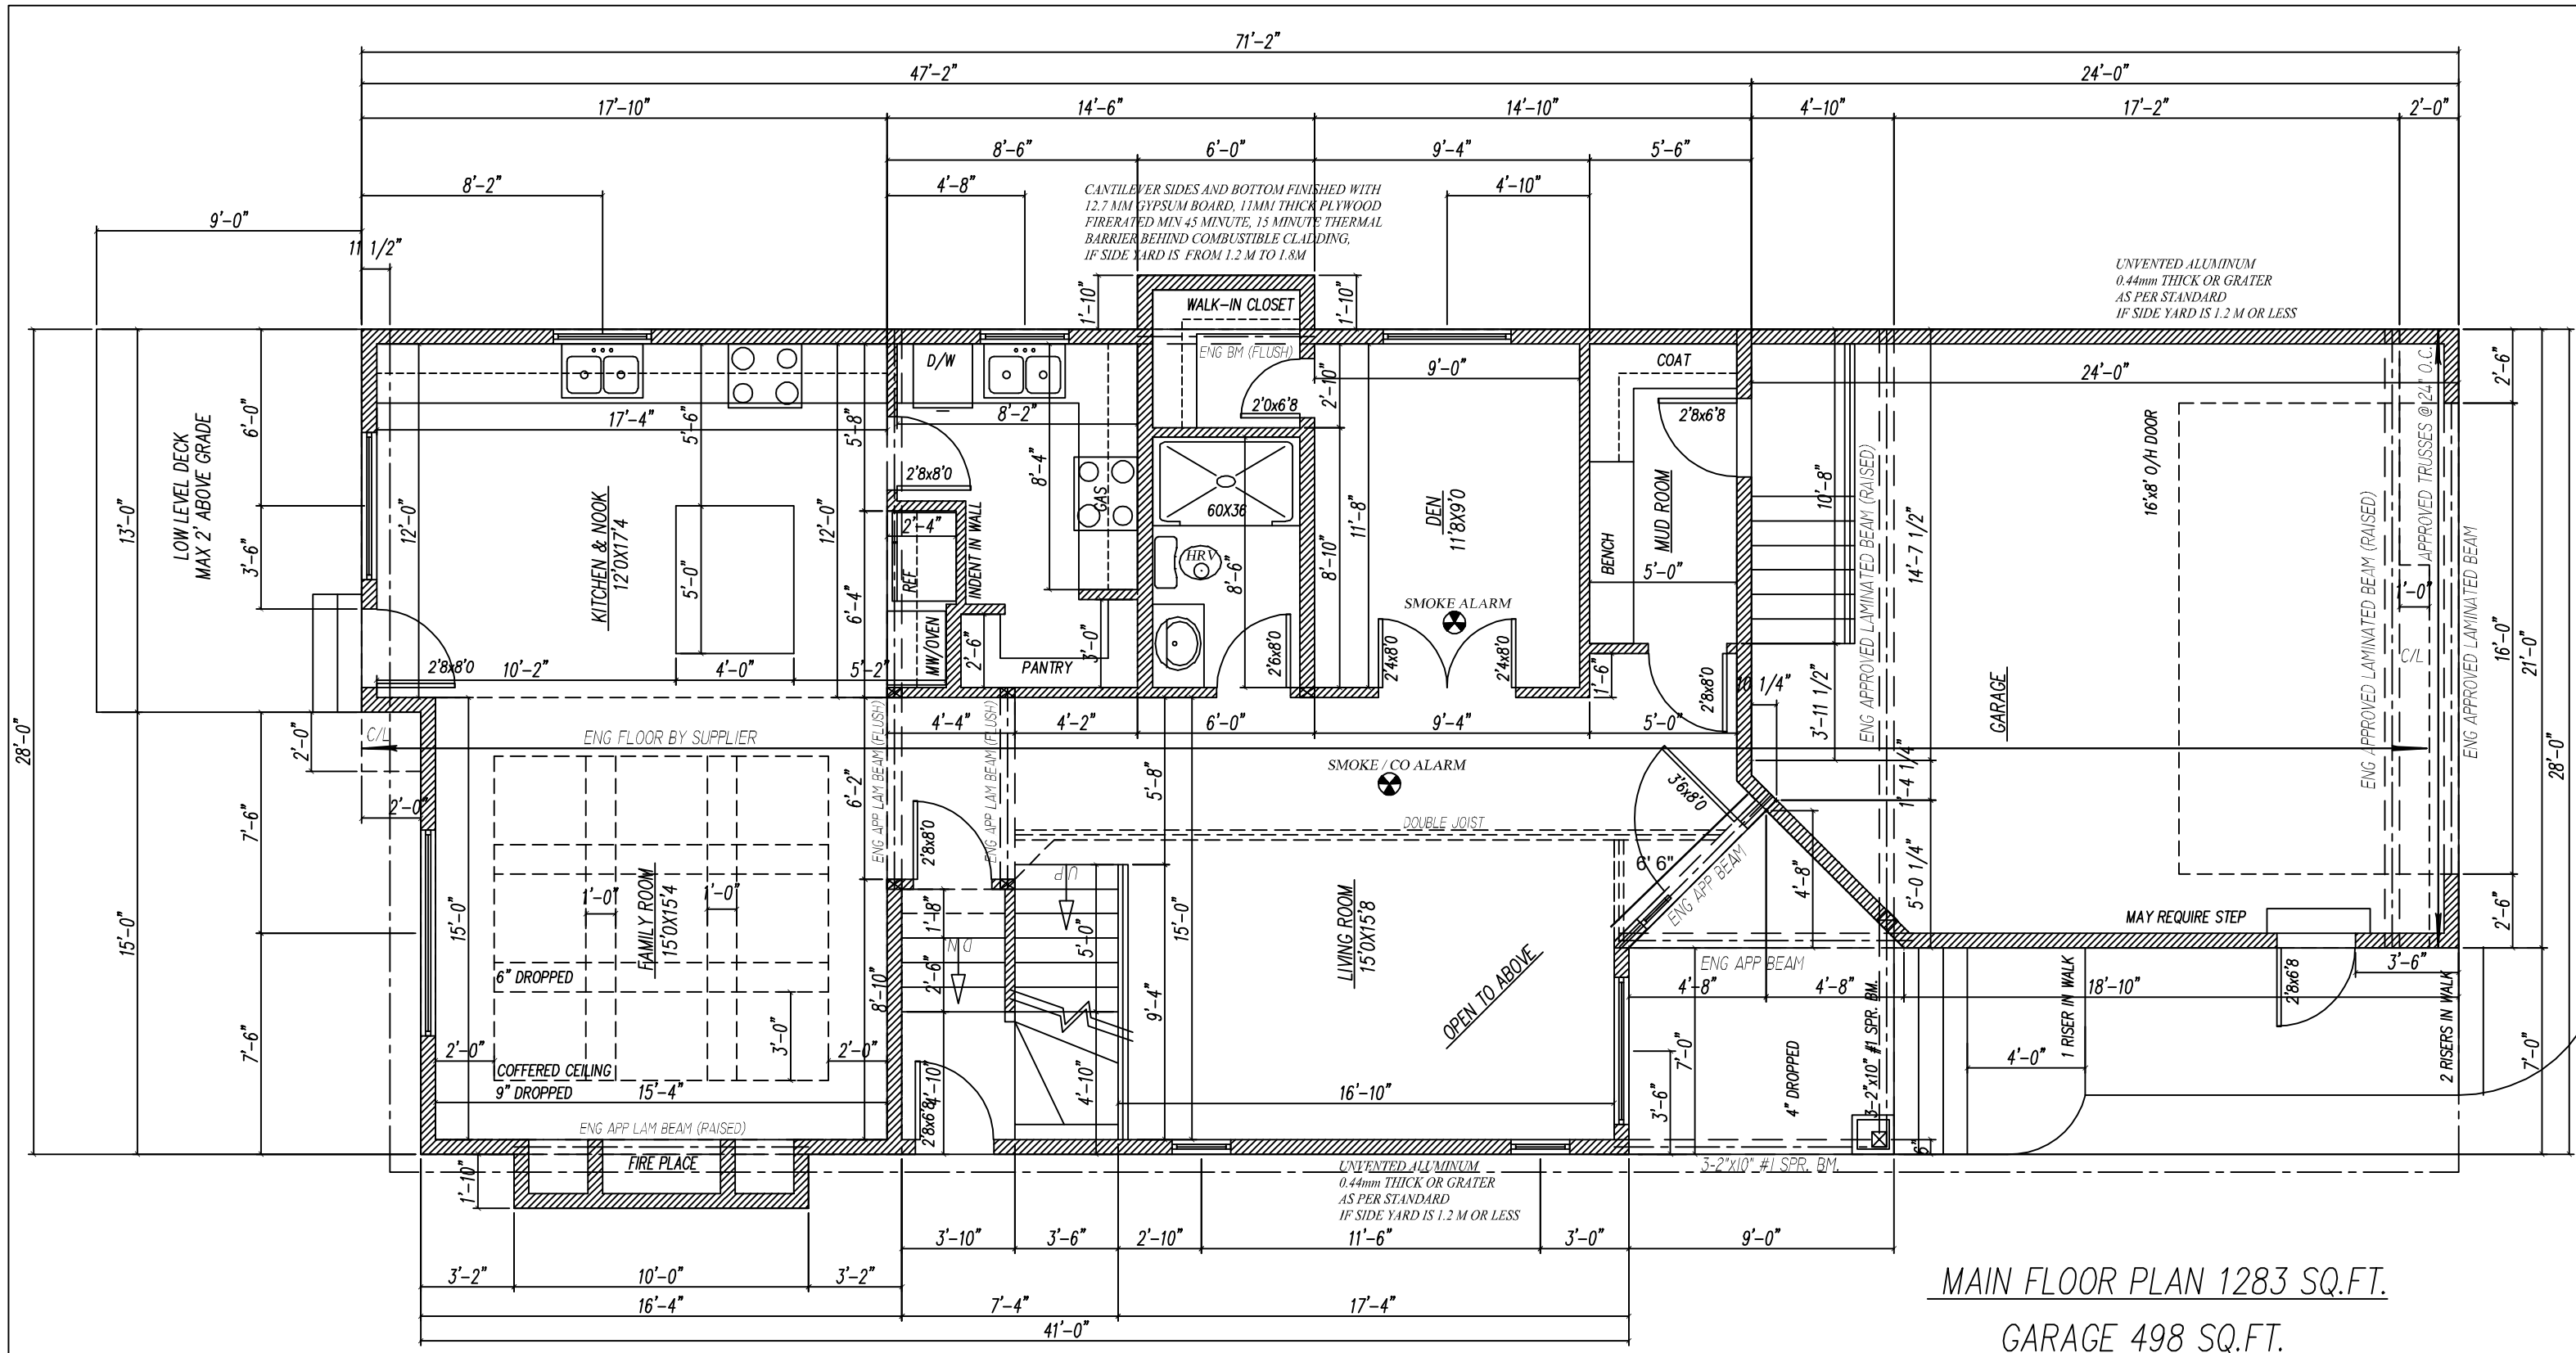 71'-2"
47'-2"
24'-0"
17'-10"
14'-6"
14'-10"
4'-10"
17'-2"
2'-0"
8'-6"
6'-0"
9'-4"
5'-6"
8'-2"
4'-8"
4'-10"
9'-0"
11 1/2"
CANTILEVER SIDES AND BOTTOM FINISHED WITH
12.7 MM GYPSUM BOARD, 11MM THICK PLYWOOD
FIRERATED MIN 45 MINUTE, 15 MINUTE THERMAL
BARRIER BEHIND COMBUSTIBLE CLADDING,
IF SIDE YARD IS FROM 1.2 M TO 1.8M
UNVENTED ALUMINUM
0.44mm THICK OR GRATER
AS PER STANDARD
IF SIDE YARD IS 1.2 M OR LESS
1'-10"
1'-10"
WALK-IN CLOSET
ENG BM (FLUSH)
D/W
COAT
9'-0"
24'-0"
2'-6"
17'-4"
5'-6"
5'-8"
8'-2"
2'0x6'8
2'-10"
2'8x6'8
LOW LEVEL DECK
MAX 2' ABOVE GRADE
6'-0"
3'-6"
13'-0"
12'-0"
KITCHEN & NOOK
12'0X17'4
5'-0"
12'-0"
6'-4"
2'8x8'0
2'-4"
REF
MW/OVEN
INDENT IN WALL
8'-4"
GAS
60X36
HRV
8'-6"
8'-10"
11'-8"
DEN
11'8X9'0
BENCH
MUD ROOM
5'-0"
10'-8"
ENG APPROVED LAMINATED BEAM (RAISED)
14'-7 1/2"
16'x8' O/H DOOR
ENG APPROVED LAMINATED BEAM (RAISED)
APPROVED TRUSSES @ 24" O.C.
1'-0"
C/L
ENG APPROVED LAMINATED BEAM
16'-0"
21'-0"
28'-0"
SMOKE ALARM
2'8x8'0
10'-2"
4'-0"
5'-2"
2'-6"
PANTRY
3'-0"
2'6x8'0
2'4x8'0
2'4x8'0
1'-6"
2'8x8'0
10 1/4"
3'-11 1/2"
GARAGE
4'-4"
4'-2"
6'-0"
9'-4"
5'-0"
28'-0"
2'-0"
C/L
ENG FLOOR BY SUPPLIER
ENG APP LAM BEAM (FLUSH)
ENG APP LAM BEAM (FLUSH)
5'-8"
SMOKE / CO ALARM
3'6x8'0
1'-4 1/4"
2'-0"
7'-6"
6'-2"
2'8x8'0
DOUBLE JOIST
6' 6"
ENG APP BEAM
4'-8"
5'-0 1/4"
15'-0"
15'-0"
1'-0"
1'-0"
FAMILY ROOM
15'0X15'4
UP
1'-8"
DN
5'-0"
15'-0"
LIVING ROOM
15'0X15'8
OPEN TO ABOVE
MAY REQUIRE STEP
2'-6"
6" DROPPED
2'-6"
8'-10"
9'-4"
ENG APP BEAM
4'-8"
4'-8"
18'-10"
1 RISER IN WALK
2'8x6'8
3'-6"
2 RISERS IN WALK
7'-6"
2'-0"
3'-0"
2'-0"
COFFERED CEILING
9" DROPPED
15'-4"
4'-10"
2'8x6'8
4'-10"
16'-10"
3'-6"
7'-0"
4" DROPPED
3-2"x10" #1 SPR. BM.
4'-0"
7'-0"
ENG APP LAM BEAM (RAISED)
FIRE PLACE
1'-10"
6"
3-2"x10" #1 SPR. BM.
UNVENTED ALUMINUM
0.44mm THICK OR GRATER
AS PER STANDARD
IF SIDE YARD IS 1.2 M OR LESS
3'-10"
3'-6"
2'-10"
11'-6"
3'-0"
9'-0"
3'-2"
10'-0"
3'-2"
16'-4"
7'-4"
17'-4"
41'-0"
MAIN FLOOR PLAN 1283 SQ.FT.
GARAGE 498 SQ.FT.